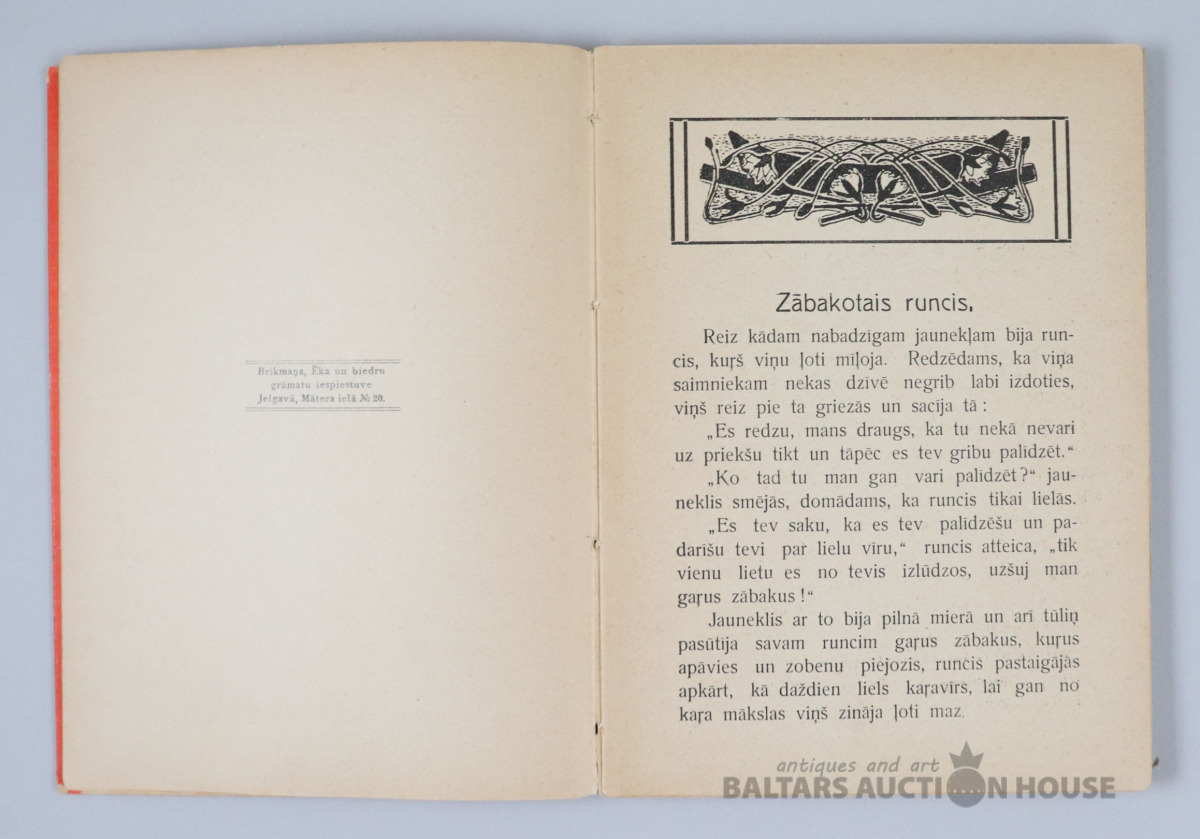 Brikmaņa, Ēka un biedru
grāmatu iespiestuve
Jelgavā, Mātera ielā № 20.
Zābakotais runcis.
Reiz kādam nabadzīgam jauneklim bija run-
cis, kuŗš viņu ļoti mīļoja. Redzēdams, ka viņa
saimniekam nekas dzīvē negrib labi izdoties,
viņš reiz pie ta griezās un sacīja tā:
„Es redzu, mans draugs, ka tu nekā nevari
uz priekšu tikt un tāpēc es tev gribu palīdzēt.“
„Ko tad tu man gan vari palīdzēt?“ jau-
neklis smējās, domādams, ka runcis tikai lielās.
„Es tev saku, ka es tev palīdzēšu un pa-
darīšu tevi par lielu vīru,“ runcis atteica, „tik
vienu lietu es no tevis izlūdzos, uzšuj man
gaŗus zābakus!“
Jauneklis ar to bija pilnā mierā un arī tūliņ
pasūtija savam runcim gaŗus zābakus, kuŗus
apāvies un zobenu piejozis, runcis pastaigājās
apkārt, kā daždien liels kaŗavīrs, lai gan no
kaŗa mākslas viņš zināja ļoti maz.
antiques and art
BALTARS AUCTION HOUSE